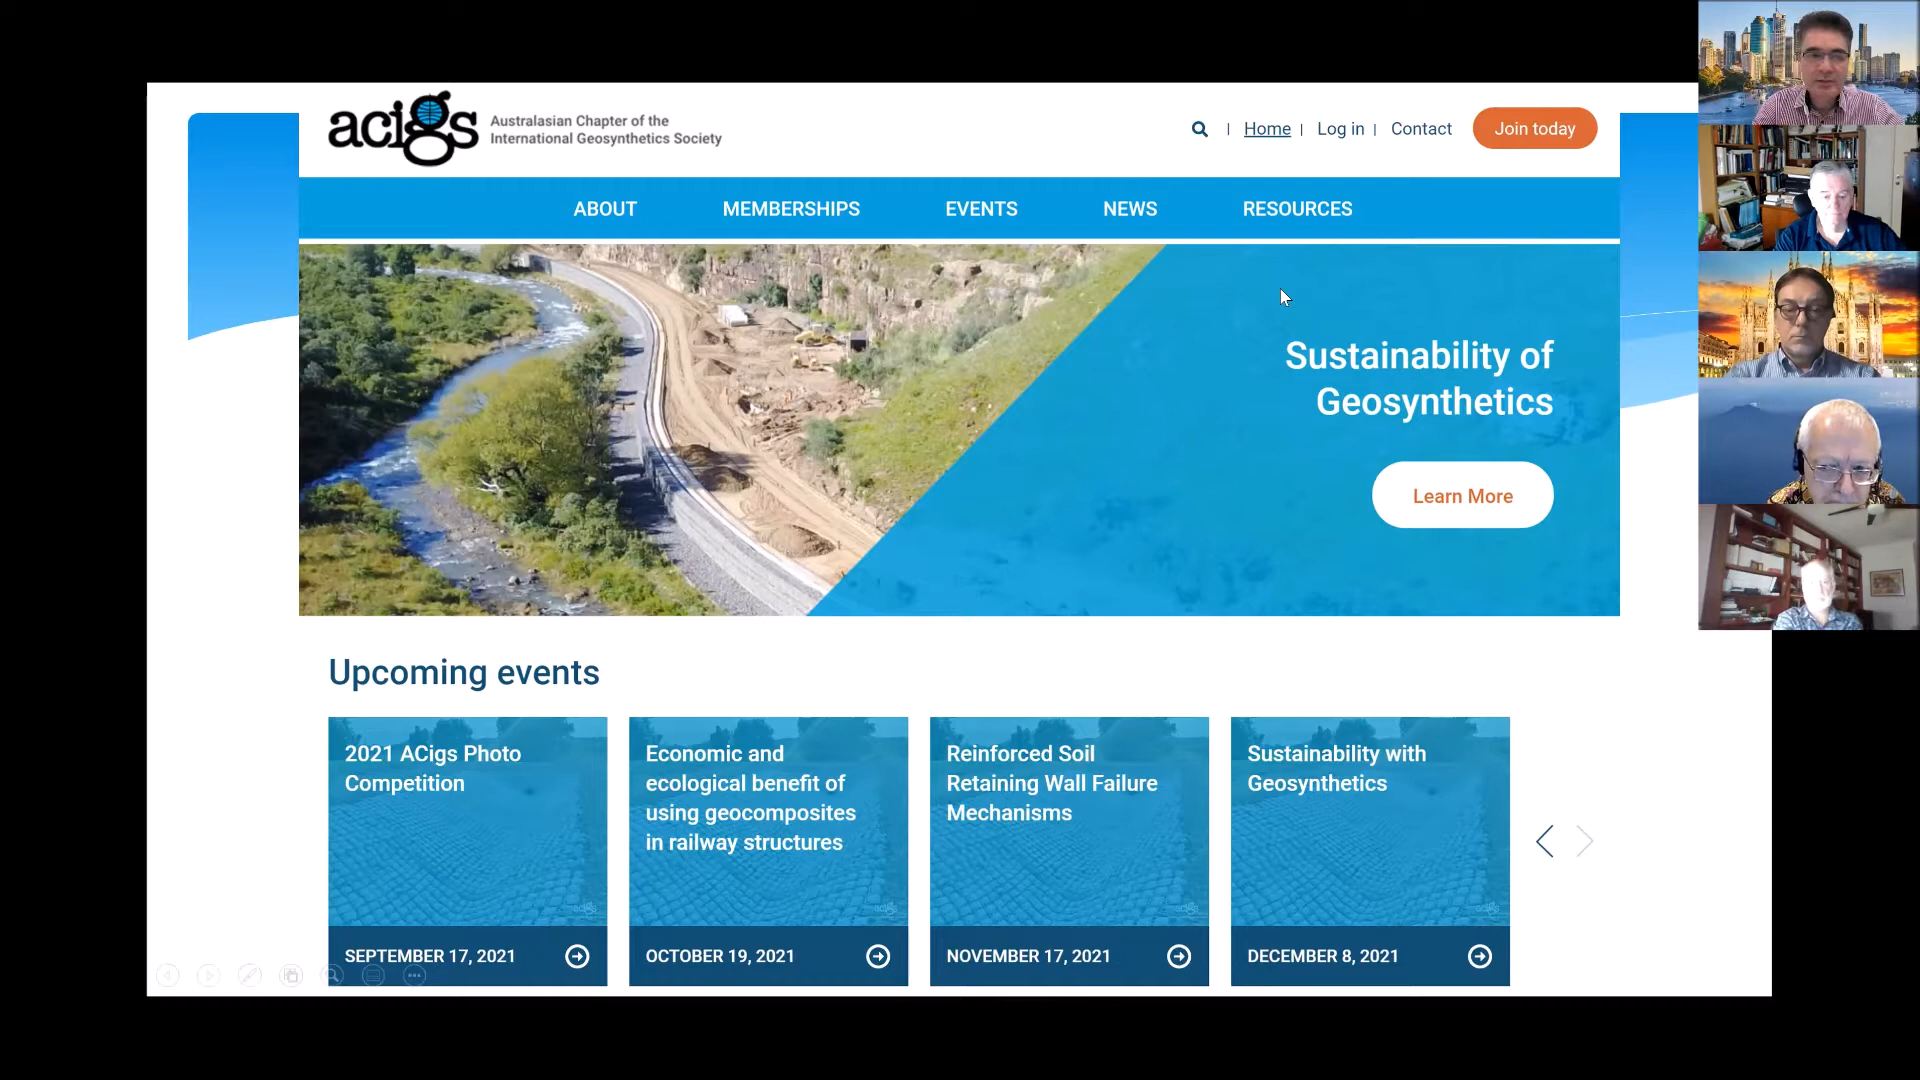 acigs
Australasian Chapter of the
International Geosynthetics Society
Home | Log in | Contact
Join today
ABOUT
MEMBERSHIPS
EVENTS
NEWS
RESOURCES
Sustainability of
Geosynthetics
Learn More
Upcoming events
2021 ACigs Photo
Competition
SEPTEMBER 17, 2021
Economic and
ecological benefit of
using geocomposites
in railway structures
OCTOBER 19, 2021
Reinforced Soil
Retaining Wall Failure
Mechanisms
NOVEMBER 17, 2021
Sustainability with
Geosynthetics
DECEMBER 8, 2021